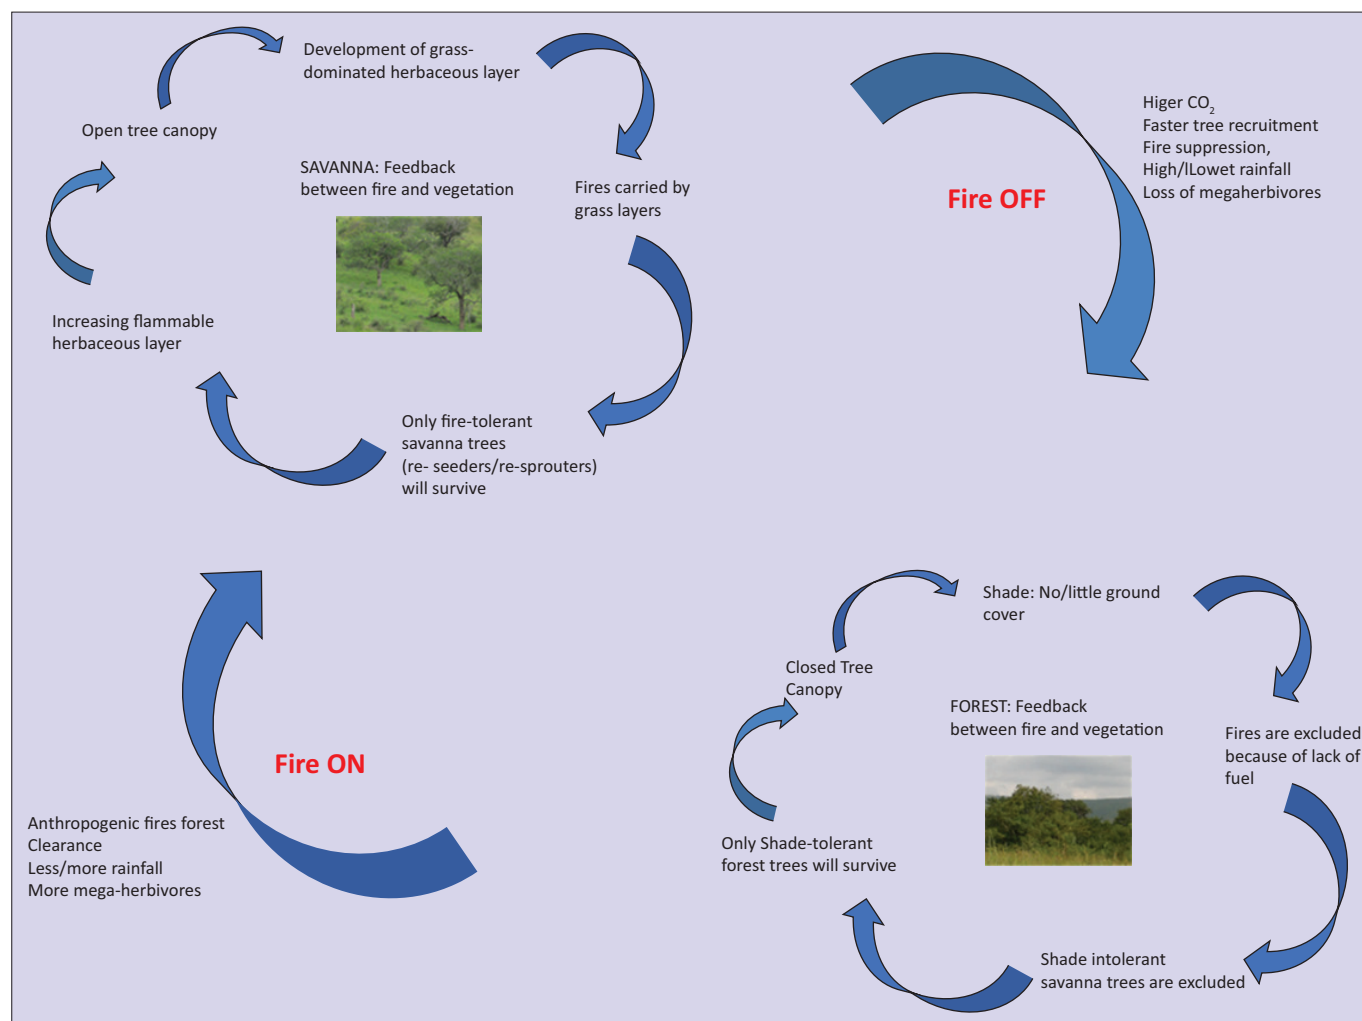 Development of grass-
dominated herbaceous layer
Open tree canopy
SAVANNA: Feedback
between fire and vegetation
Fires carried by
grass layers
Increasing flammable
herbaceous layer
Only fire-tolerant
savanna trees
(re- seeders/re-sprouters)
will survive
Higer CO₂
Faster tree recruitment
Fire suppression,
High/lLowet rainfall
Loss of megaherbivores
Fire OFF
Fire ON
Anthropogenic fires forest
Clearance
Less/more rainfall
More mega-herbivores
Shade: No/little ground
cover
Closed Tree
Canopy
FOREST: Feedback
between fire and vegetation
Fires are excluded
because of lack of
fuel
Only Shade-tolerant
forest trees will survive
Shade intolerant
savanna trees are excluded